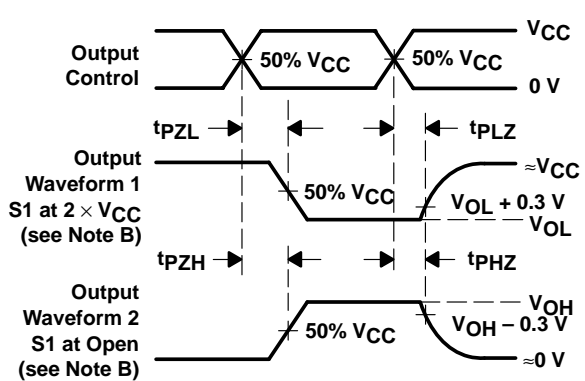 VCC
Output
Control
50% VCC
50% VCC
0 V
tPZL
tPLZ
Output
Waveform 1
S1 at 2 × VCC
(see Note B)
50% VCC
≈VCC
VOL + 0.3 V
VOL
tPZH
tPHZ
Output
Waveform 2
S1 at Open
(see Note B)
50% VCC
VOH
VOH − 0.3 V
≈0 V